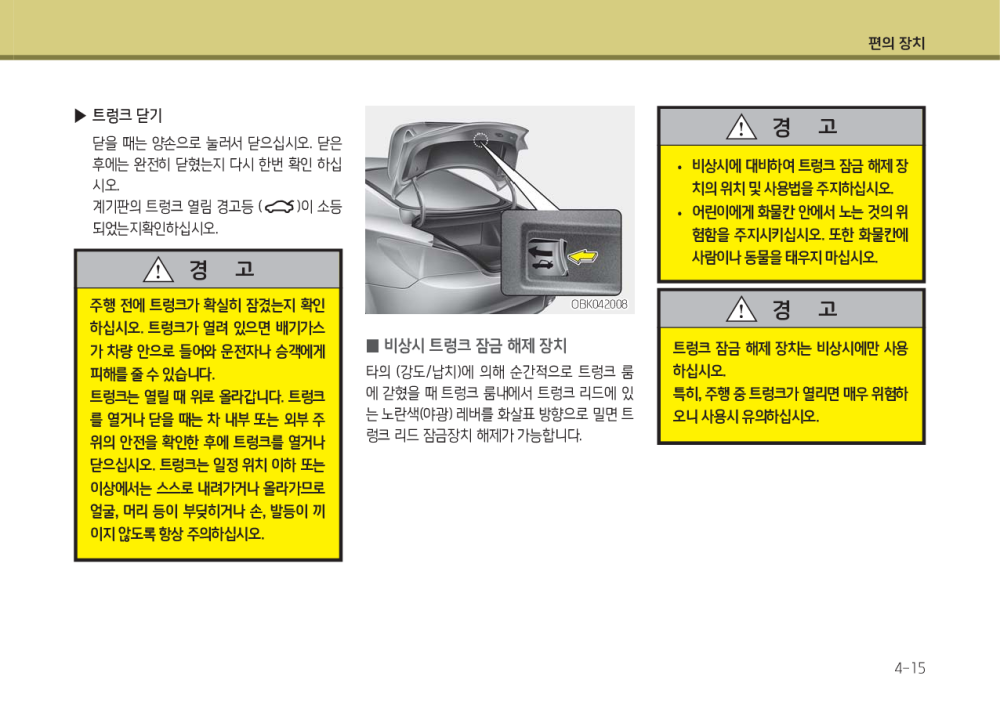 편의 장치
▶ 트렁크 닫기
닫을 때는 양손으로 눌러서 닫으십시오. 닫은
후에는 완전히 닫혔는지 다시 한번 확인 하십
시오.
계기판의 트렁크 열림 경고등 ( )이 소등
되었는지확인하십시오.
경 고
주행 전에 트렁크가 확실히 잠겼는지 확인
하십시오. 트렁크가 열려 있으면 배기가스
가 차량 안으로 들어와 운전자나 승객에게
피해를 줄 수 있습니다.
트렁크는 열릴 때 위로 올라갑니다. 트렁크
를 열거나 닫을 때는 차 내부 또는 외부 주
위의 안전을 확인한 후에 트렁크를 열거나
닫으십시오. 트렁크는 일정 위치 이하 또는
이상에서는 스스로 내려가거나 올라가므로
얼굴, 머리 등이 부딪히거나 손, 발등이 끼
이지 않도록 항상 주의하십시오.
OBK042008
■ 비상시 트렁크 잠금 해제 장치
타의 (강도/납치)에 의해 순간적으로 트렁크 룸
에 갇혔을 때 트렁크 룸내에서 트렁크 리드에 있
는 노란색(야광) 레버를 화살표 방향으로 밀면 트
렁크 리드 잠금장치 해제가 가능합니다.
경 고
• 비상시에 대비하여 트렁크 잠금 해제 장
치의 위치 및 사용법을 주지하십시오.
• 어린이에게 화물칸 안에서 노는 것의 위
험함을 주지시키십시오. 또한 화물칸에
사람이나 동물을 태우지 마십시오.
경 고
트렁크 잠금 해제 장치는 비상시에만 사용
하십시오.
특히, 주행 중 트렁크가 열리면 매우 위험하
오니 사용시 유의하십시오.
4-15